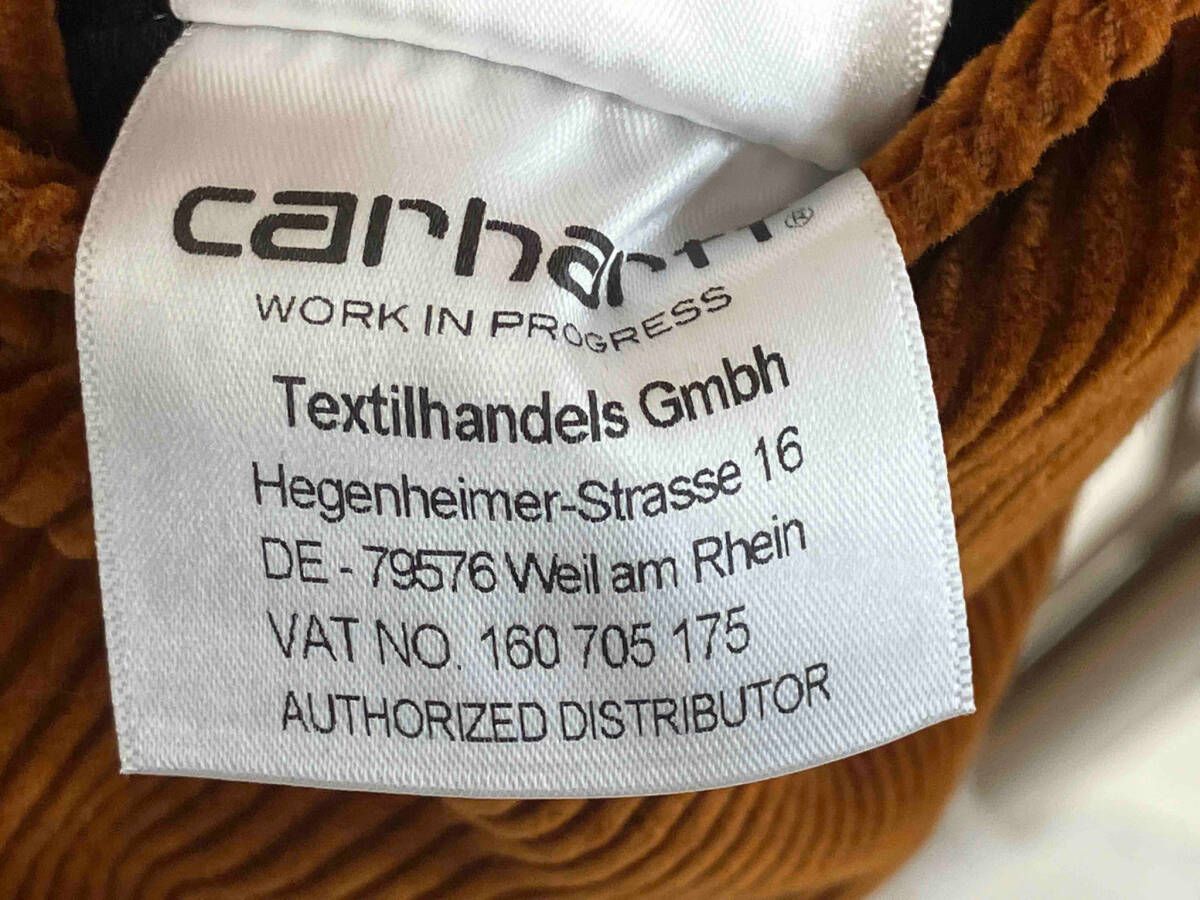 carhartt®
WORK IN PROGRESS
Textilhandels Gmbh
Hegenheimer-Strasse 16
DE - 79576 Weil am Rhein
VAT NO. 160 705 175
AUTHORIZED DISTRIBUTOR